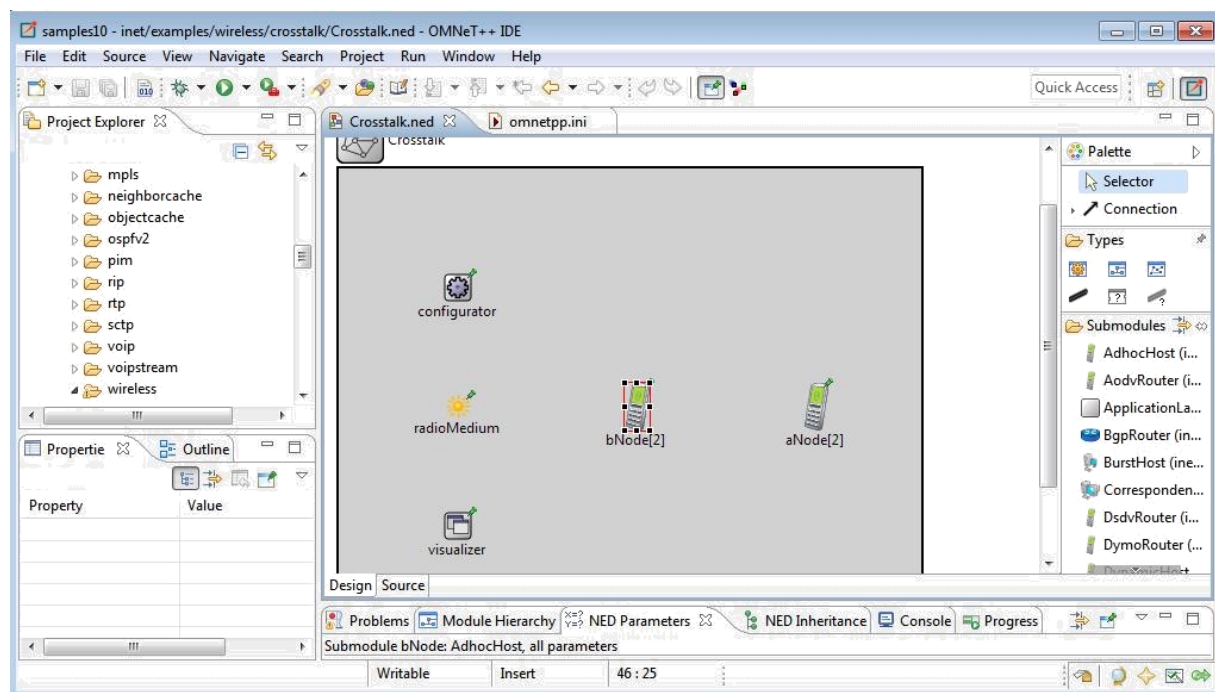 samples10 - inet/examples/wireless/crosstalk/Crosstalk.ned - OMNeT++ IDE
File Edit Source View Navigate Search Project Run Window Help
010
Quick Access
Project Explorer
mpls
neighborcache
objectcache
ospfv2
pim
rip
rtp
sctp
voip
voipstream
wireless
Propertie Outline
Property Value
Crosstalk.ned omnetpp.ini
Crosstalk
configurator
radioMedium
bNode[2]
aNode[2]
visualizer
Design Source
Palette
Selector
Connection
Types
Submodules
AdhocHost (i...
AodvRouter (i...
ApplicationLa...
BgpRouter (in...
BurstHost (ine...
Corresponden...
DsdvRouter (i...
DymoRouter (...
Problems Module Hierarchy NED Parameters NED Inheritance Console Progress
Submodule bNode: AdhocHost, all parameters
Writable Insert 46 : 25